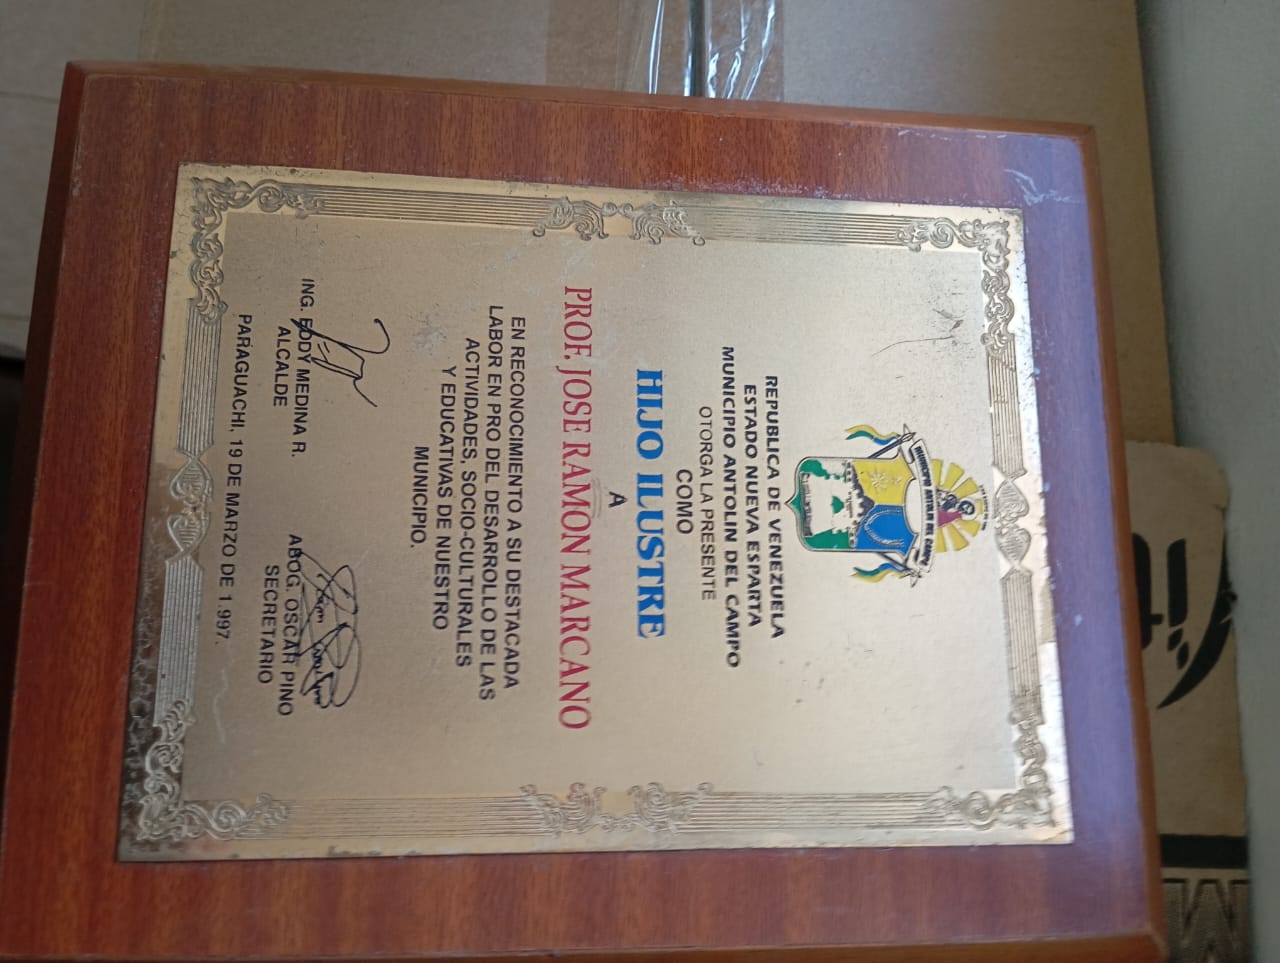 MUNICIPIO ANTOLIN DEL CAMPO
REPUBLICA DE VENEZUELA
ESTADO NUEVA ESPARTA
MUNICIPIO ANTOLIN DEL CAMPO
OTORGA LA PRESENTE
COMO
HIJO ILUSTRE
A
PROF. JOSE RAMON MARCANO
EN RECONOCIMIENTO A SU DESTACADA
LABOR EN PRO DEL DESARROLLO DE LAS
ACTIVIDADES, SOCIO-CULTURALES
Y EDUCATIVAS DE NUESTRO
MUNICIPIO.
ING. EDDY MEDINA R.
ALCALDE
ABOG. OSCAR PINO
SECRETARIO
PARAGUACHI, 19 DE MARZO DE 1.997.